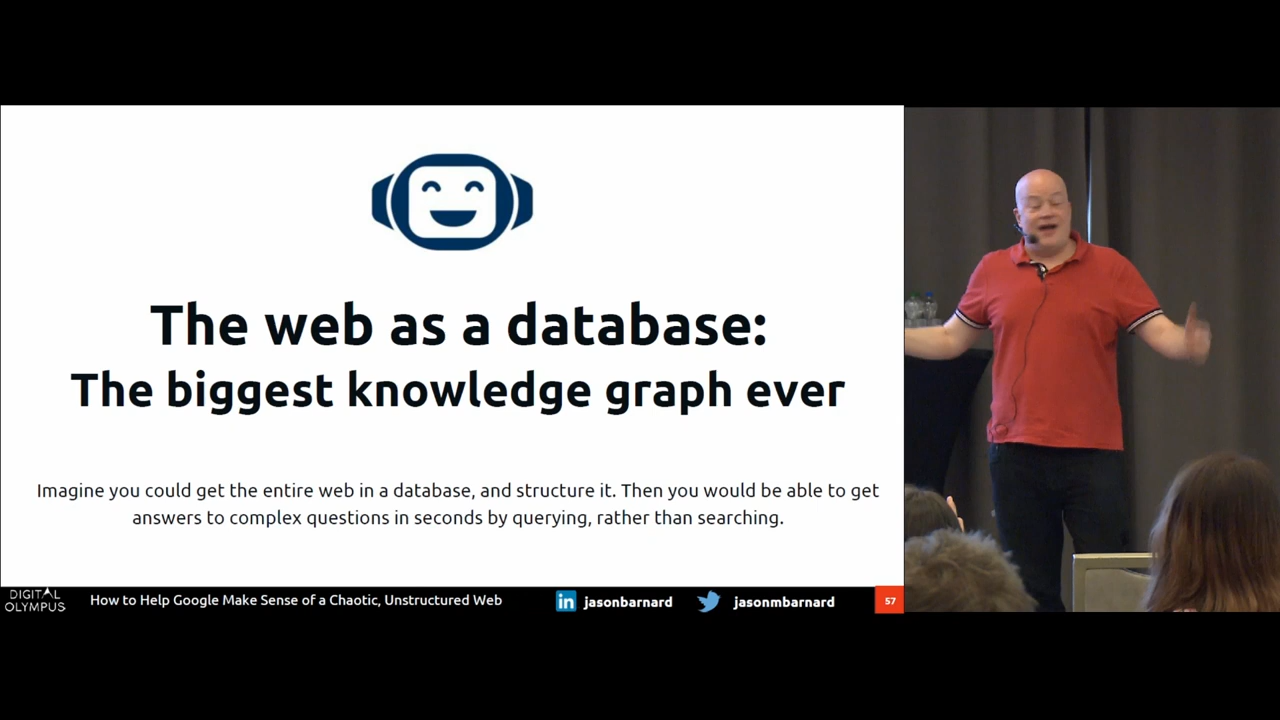 The web as a database:
The biggest knowledge graph ever
Imagine you could get the entire web in a database, and structure it. Then you would be able to get
answers to complex questions in seconds by querying, rather than searching.
DIGITAL
OLYMPUS
How to Help Google Make Sense of a Chaotic, Unstructured Web
in jasonbarnard
jasonmbarnard
57